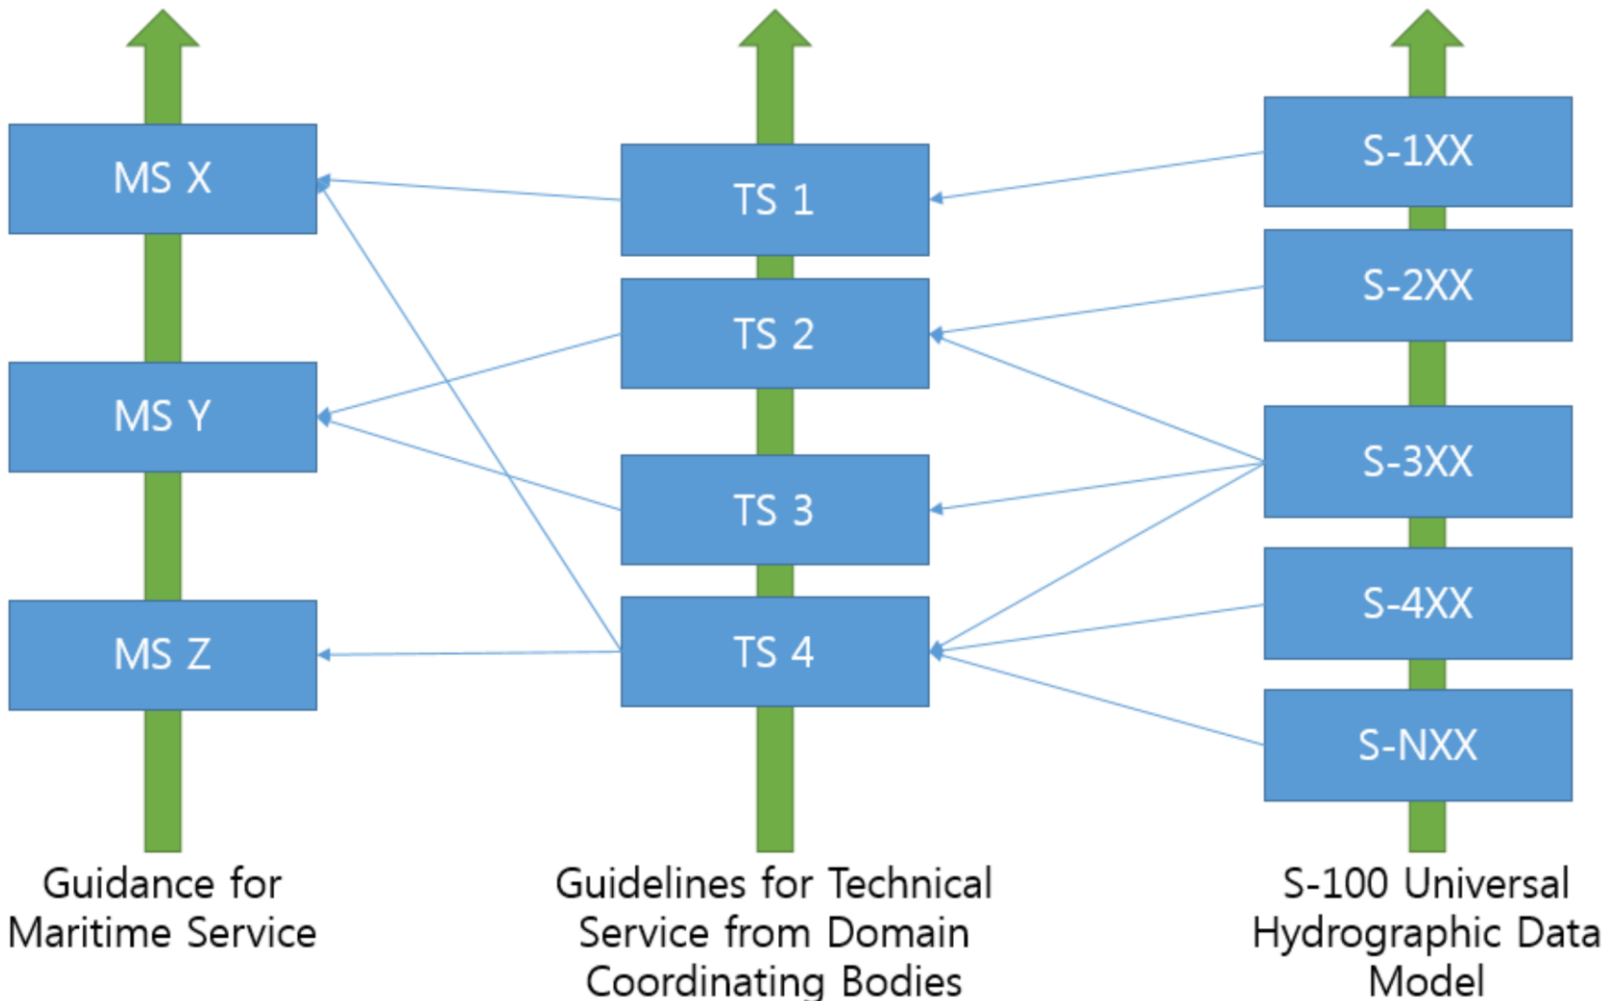 MS X
MS Y
MS Z
Guidance for
Maritime Service
TS 1
TS 2
TS 3
TS 4
Guidelines for Technical
Service from Domain
Coordinating Bodies
S-1XX
S-2XX
S-3XX
S-4XX
S-NXX
S-100 Universal
Hydrographic Data
Model